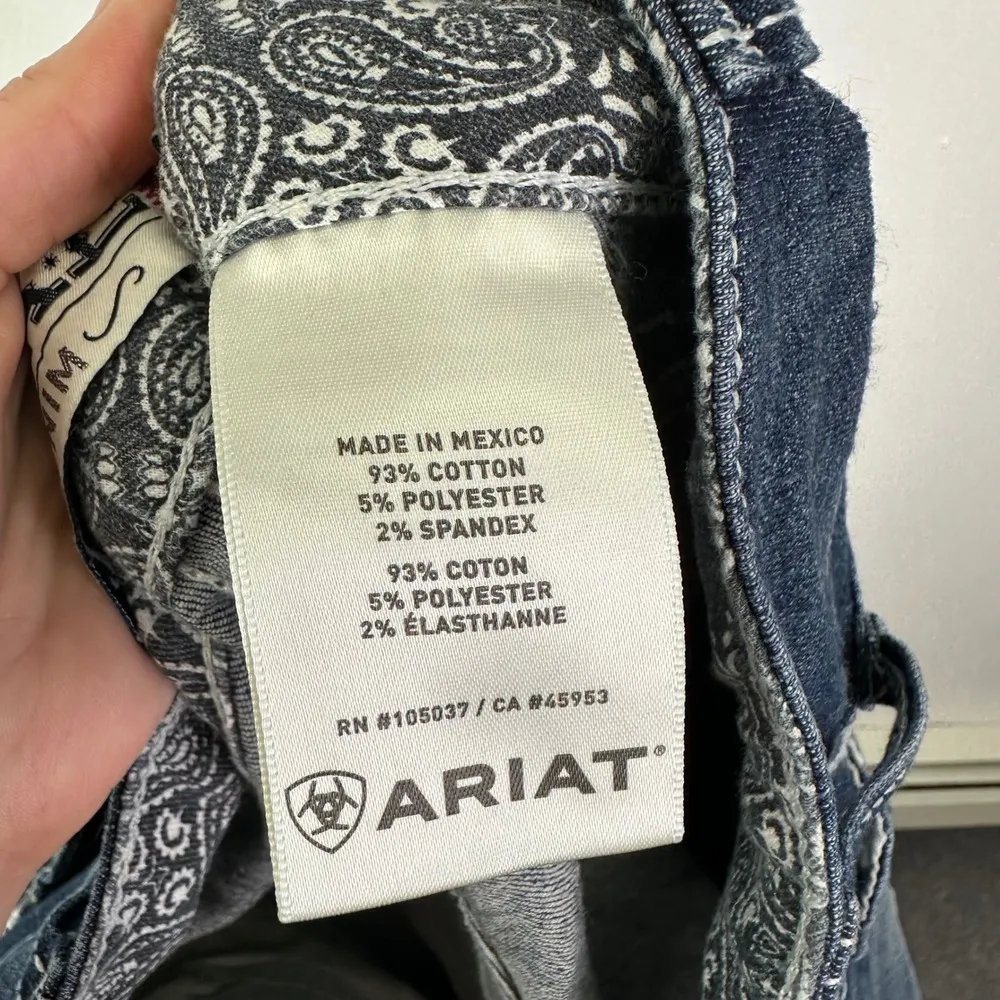 MADE IN MEXICO
93% COTTON
5% POLYESTER
2% SPANDEX
93% COTON
5% POLYESTER
2% ÉLASTHANNE
RN #105037 / CA #45953
ARIAT®